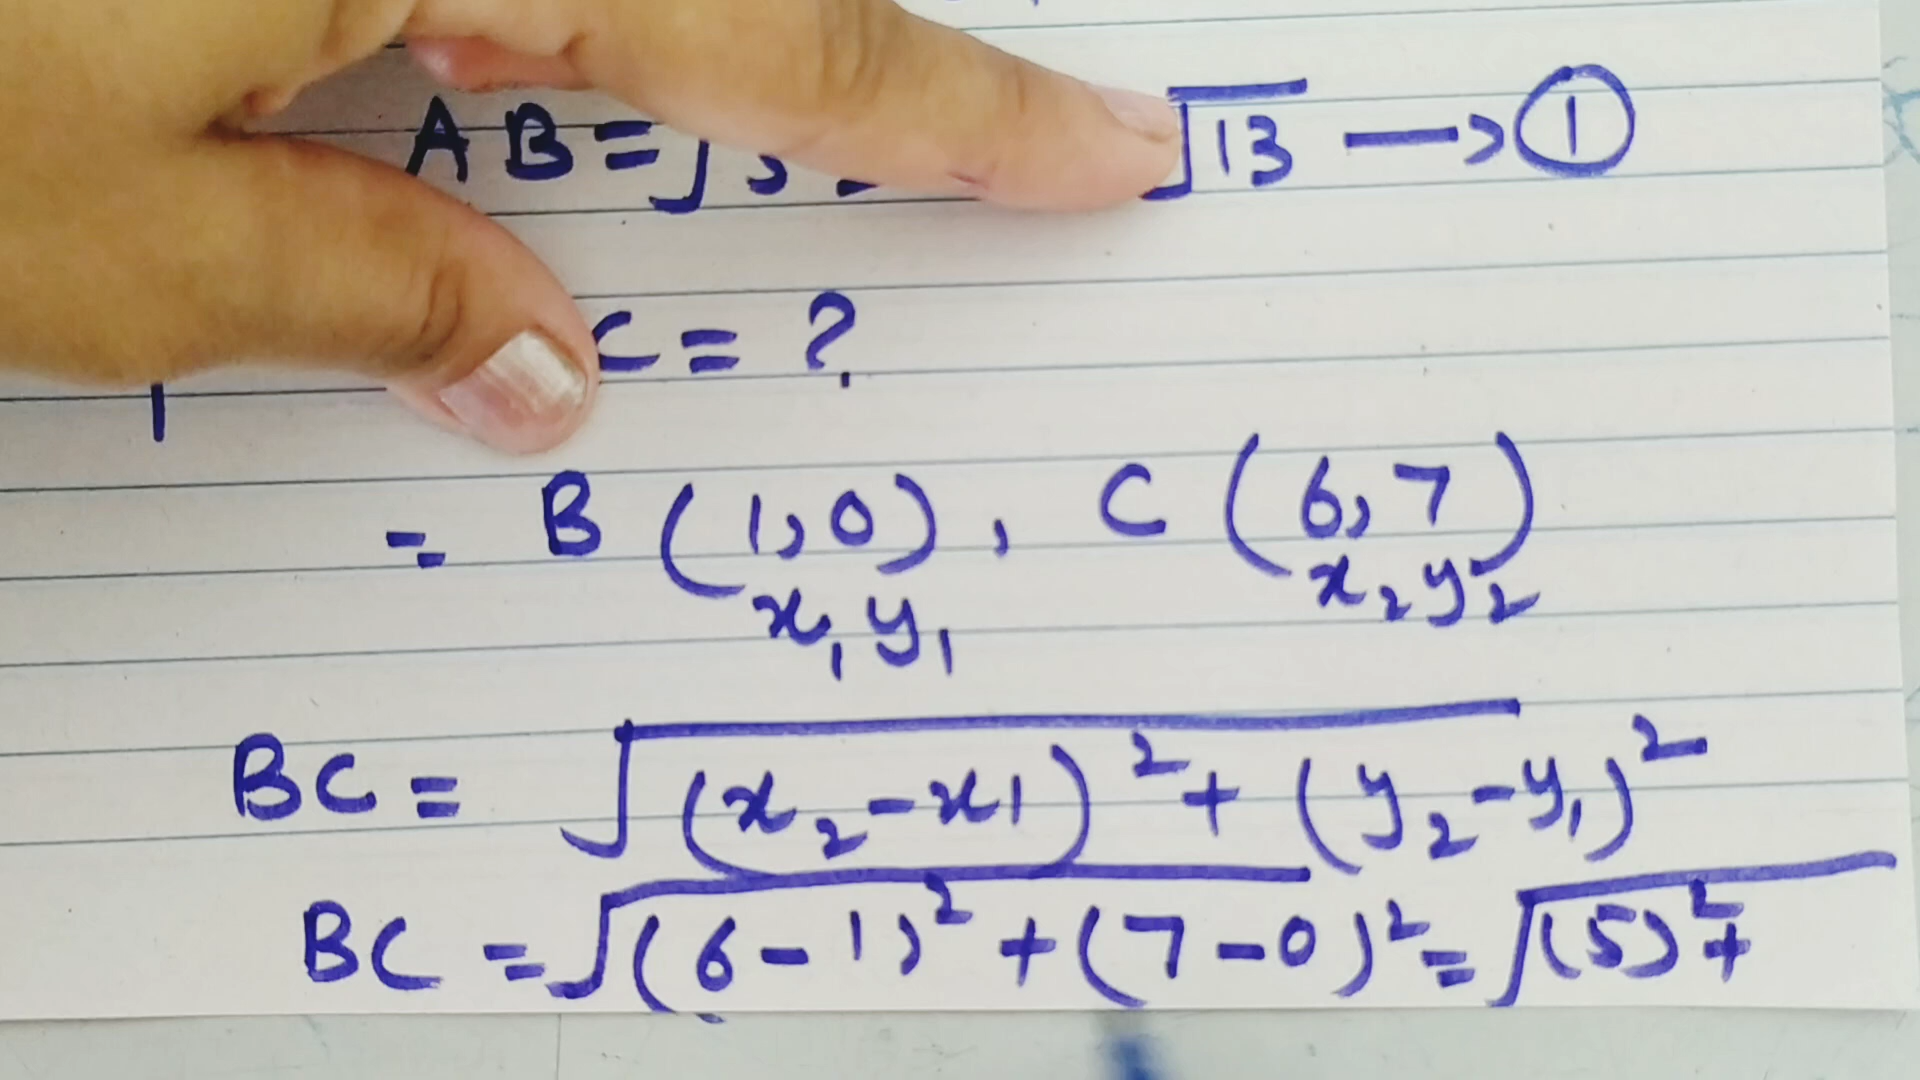 AB = √13 → ①
C = ?
= B (1,0), C (6,7)
x₁ y₁ x₂ y₂
BC = √(x₂-x1)² + (y₂-y₁)²
BC = √(6-1)² + (7-0)² = √(5)² +